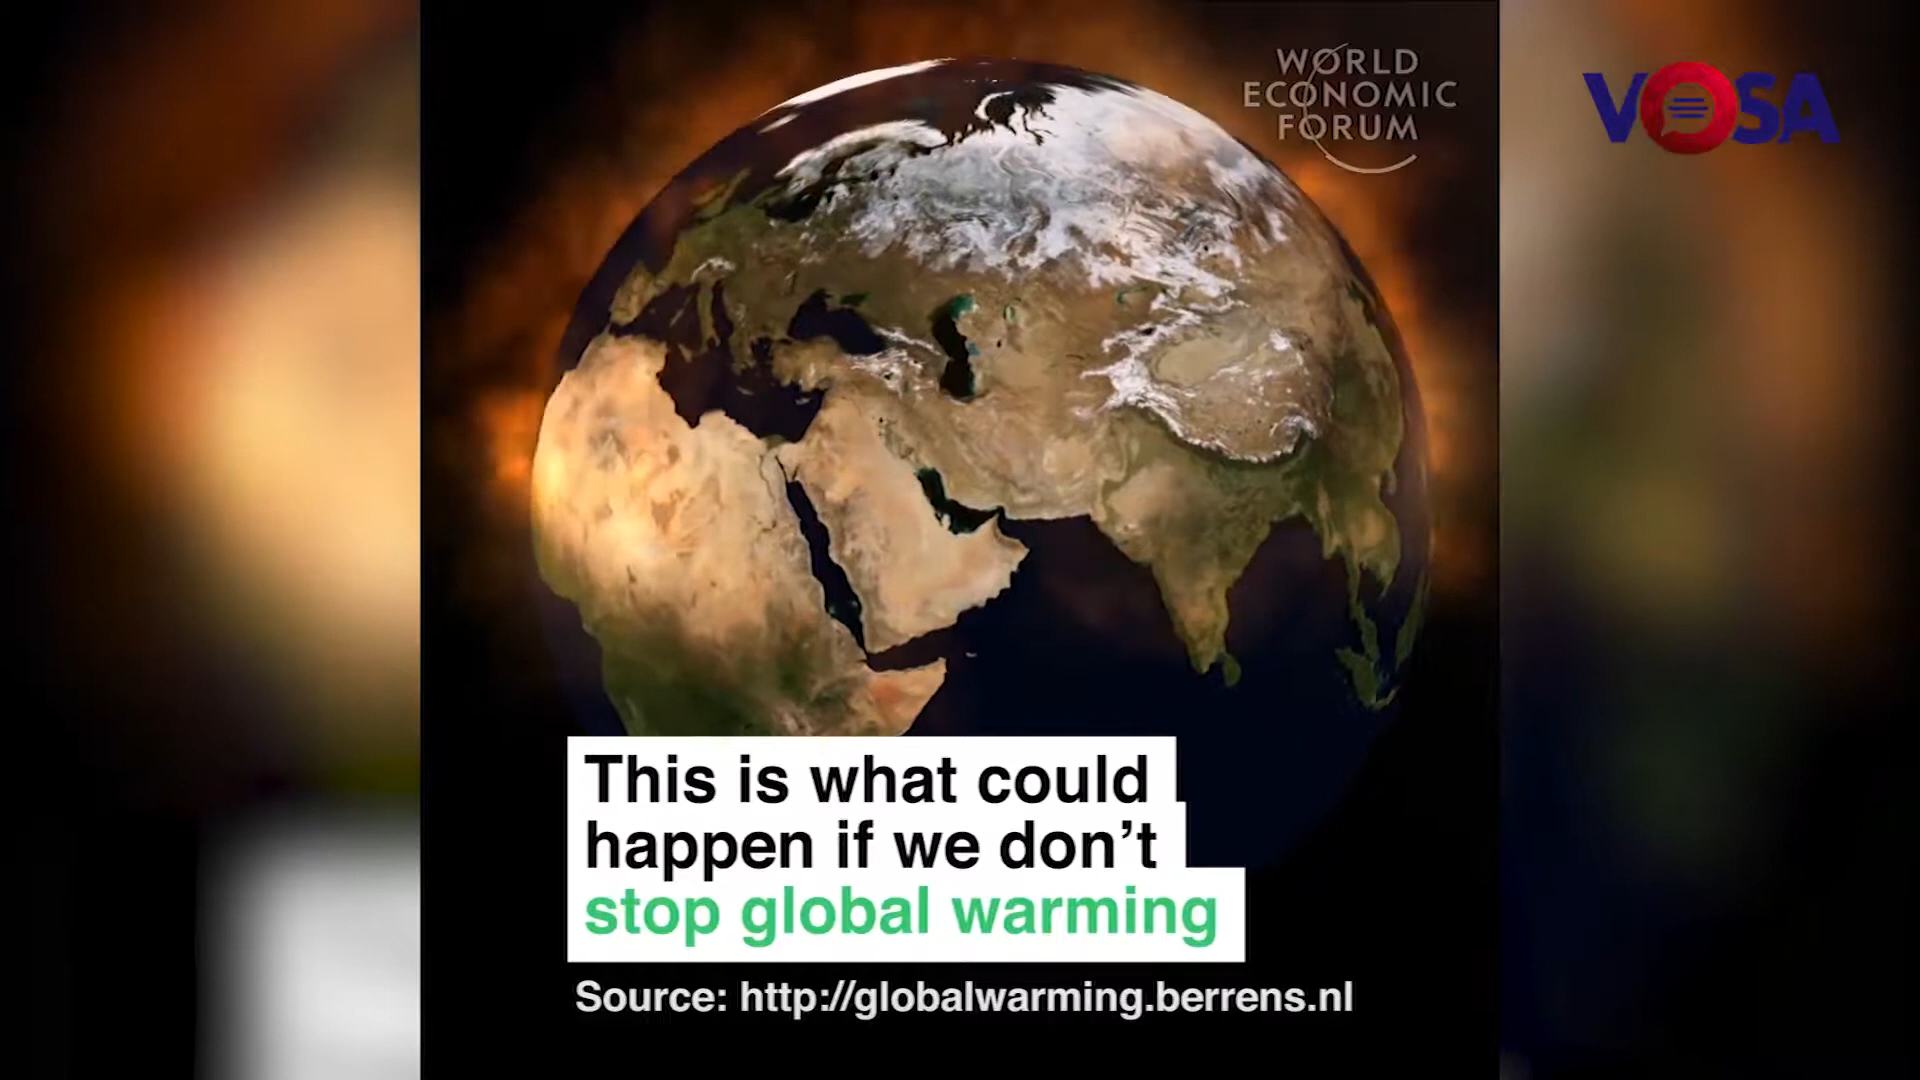 WORLD
ECONOMIC
FORUM
VOSA
This is what could
happen if we don’t
stop global warming
Source: http://globalwarming.berrens.nl